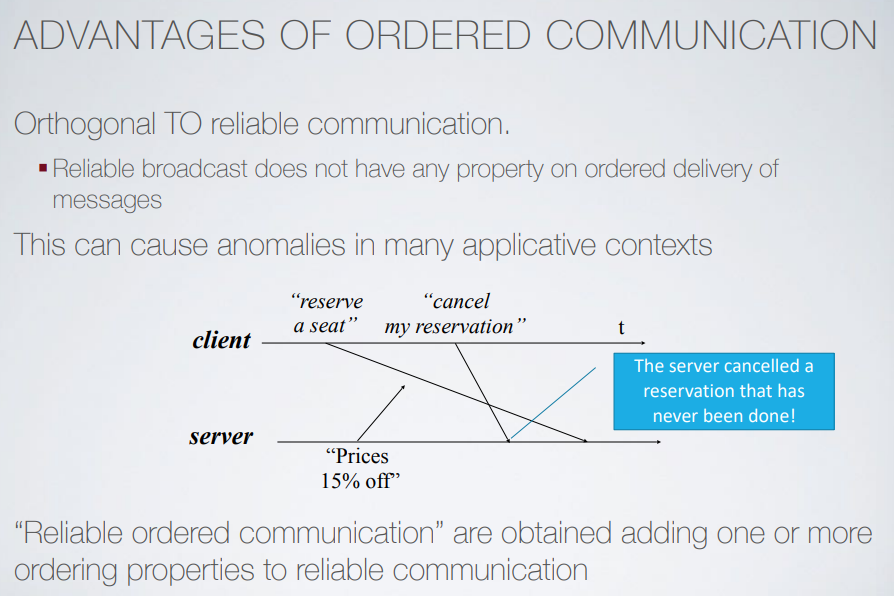 ADVANTAGES OF ORDERED COMMUNICATION
Orthogonal TO reliable communication.
▪ Reliable broadcast does not have any property on ordered delivery of
messages
This can cause anomalies in many applicative contexts
“reserve
a seat”
“cancel
my reservation”
t
client
The server cancelled a
reservation that has
never been done!
server
“Prices
15% off”
“Reliable ordered communication” are obtained adding one or more
ordering properties to reliable communication